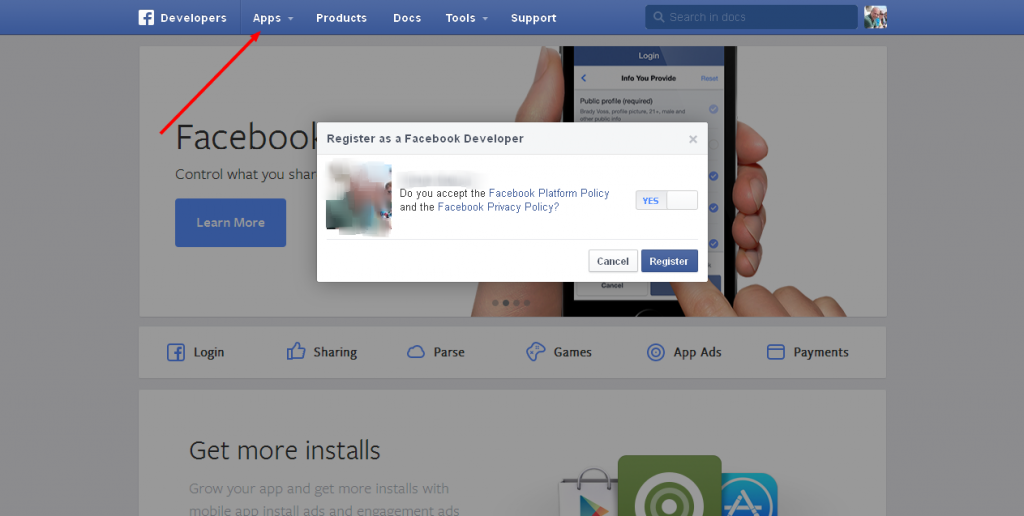 Developers
Apps
Products
Docs
Tools
Support
Search in docs
Login
Info You Provide
Reset
Public profile (required)
Brady Voss, profile picture, 21+, male and
other public info
Facebook
Control what you shar
Learn More
Register as a Facebook Developer
Do you accept the Facebook Platform Policy
and the Facebook Privacy Policy?
YES
Cancel
Register
Cancel
Login
Sharing
Parse
Games
App Ads
Payments
Get more installs
Grow your app and get more installs with
mobile app install ads and engagement ads